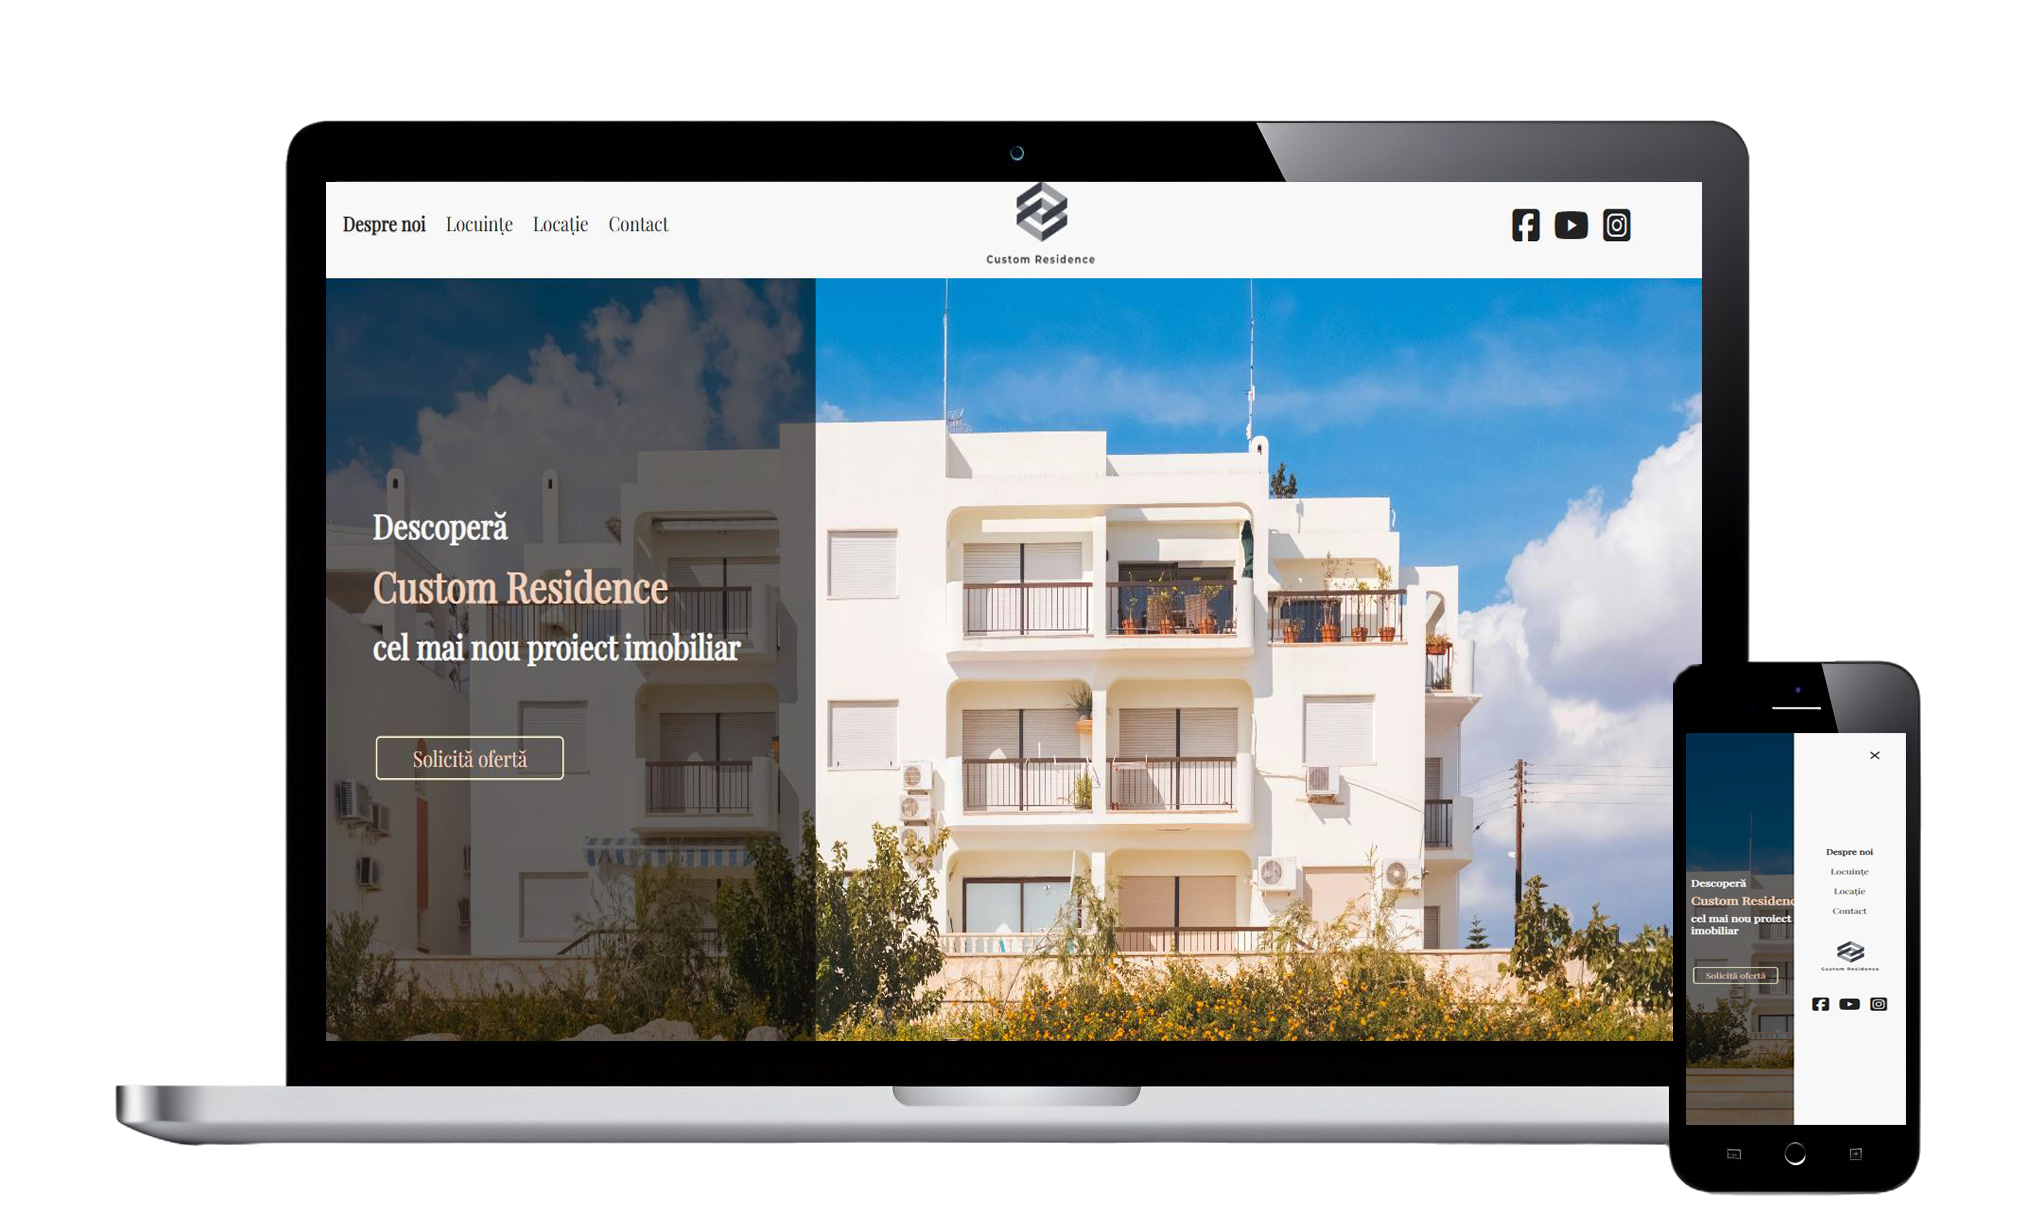 Despre noi Locuințe Locație Contact
Custom Residence
Descoperă
Custom Residence
cel mai nou proiect imobiliar
Solicită ofertă
Despre noi
Locuințe
Locație
Contact
Custom Residence
Descoperă
Custom Residenc
cel mai nou proiect
imobiliar
Solicită ofertă